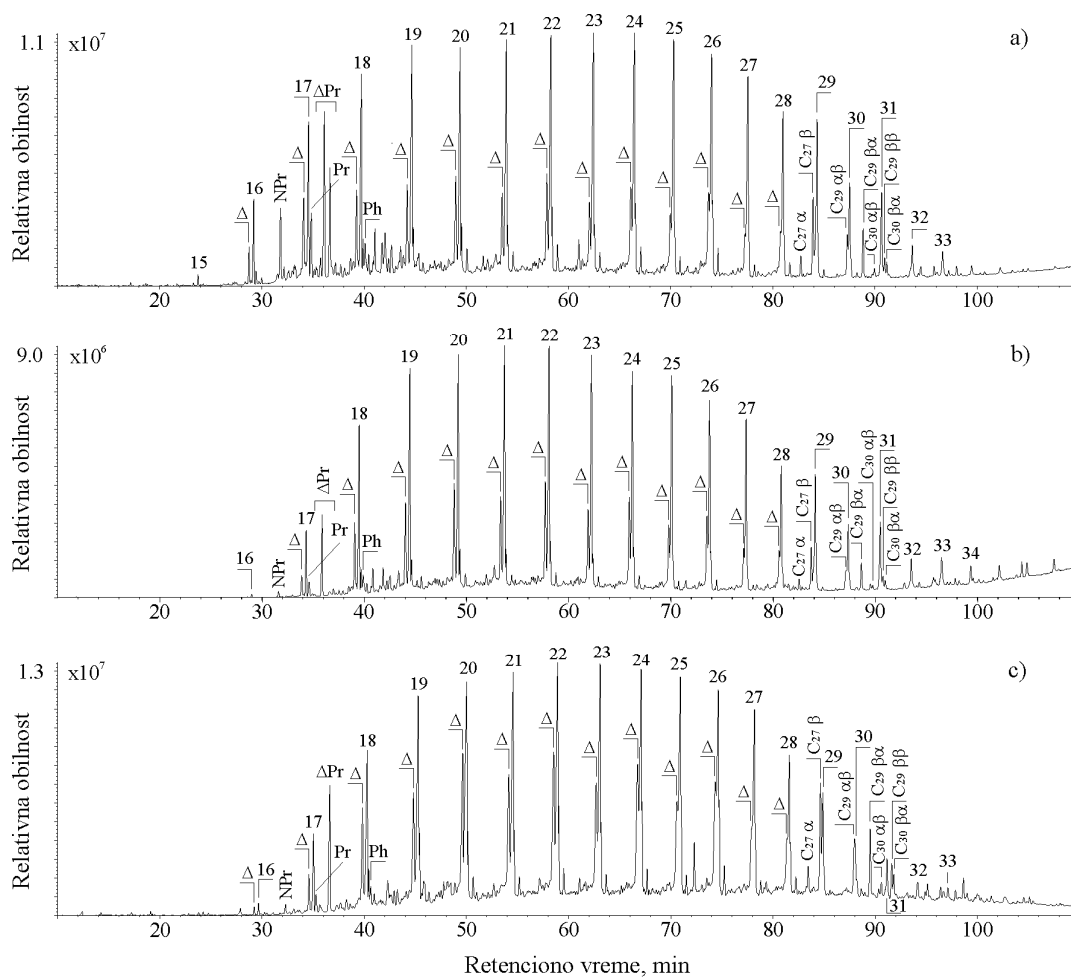 1.1 x10⁷ a)
Relativna obilnost
15 Δ 16 NPr Δ 17 ΔPr Pr Δ 18 Ph Δ 19 Δ 20 Δ 21 Δ 22 Δ 23 Δ 24 Δ 25 Δ 26 Δ 27 Δ 28 C₂₇ α C₂₇ β 29 C₂₉ αβ 30 C₂₉ βα C₃₀ αβ 31 C₂₉ ββ C₃₀ βα 32 33
20 30 40 50 60 70 80 90 100
9.0 x10⁶ b)
Relativna obilnost
16 NPr Δ 17 Pr ΔPr Δ 18 Ph Δ 19 Δ 20 Δ 21 Δ 22 Δ 23 Δ 24 Δ 25 Δ 26 Δ 27 Δ 28 C₂₇ α C₂₇ β 29 C₂₉ αβ 30 C₂₉ βα C₃₀ αβ 31 C₂₉ ββ C₃₀ βα 32 33 34
20 30 40 50 60 70 80 90 100
1.3 x10⁷ c)
Relativna obilnost
Δ 16 NPr Δ 17 Pr ΔPr Δ 18 Ph Δ 19 Δ 20 Δ 21 Δ 22 Δ 23 Δ 24 Δ 25 Δ 26 Δ 27 Δ 28 C₂₇ α C₂₇ β 29 C₂₉ αβ 30 C₂₉ βα C₃₀ αβ 31 C₂₉ ββ C₃₀ βα 32 33
20 30 40 50 60 70 80 90 100
Retenciono vreme, min